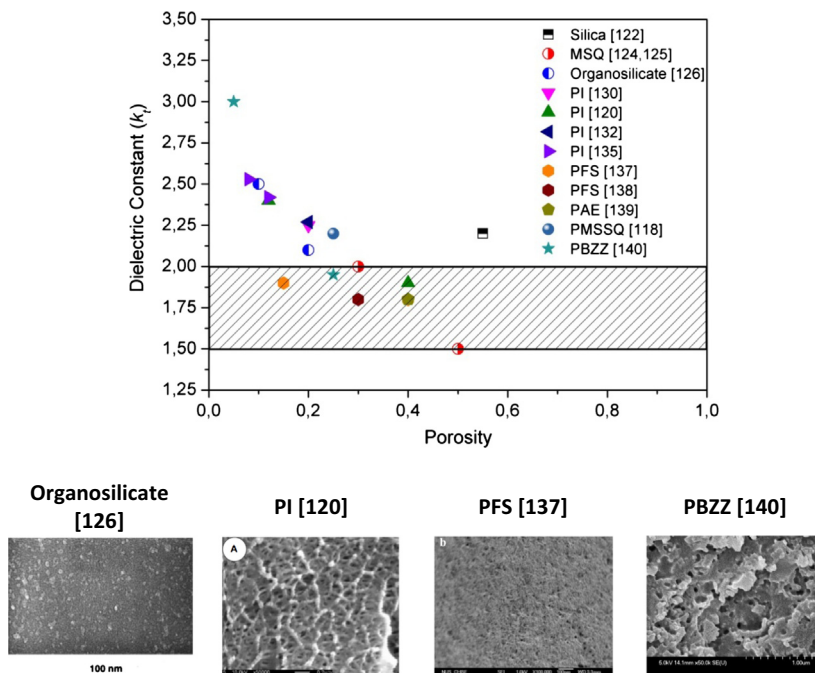 3,50
3,25
3,00
2,75
2,50
2,25
2,00
1,75
1,50
1,25
Dielectric Constant (kt)
0,0 0,2 0,4 0,6 0,8 1,0
Porosity
Silica [122]
MSQ [124,125]
Organosilicate [126]
PI [130]
PI [120]
PI [132]
PI [135]
PFS [137]
PFS [138]
PAE [139]
PMSSQ [118]
PBZZ [140]
Organosilicate
[126]
PI [120]
PFS [137]
PBZZ [140]
100 nm
A
b
5.0kV 14.1mm x50.0k SE(U) 1.00um